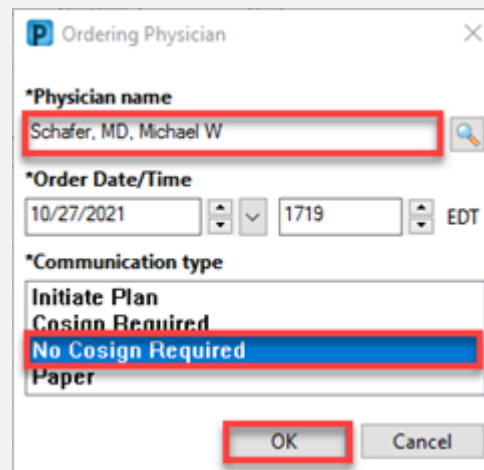 P Ordering Physician
*Physician name
Schafer, MD, Michael W
*Order Date/Time
10/27/2021 1719 EDT
*Communication type
Initiate Plan
Cosign Required
No Cosign Required
Paper
OK Cancel